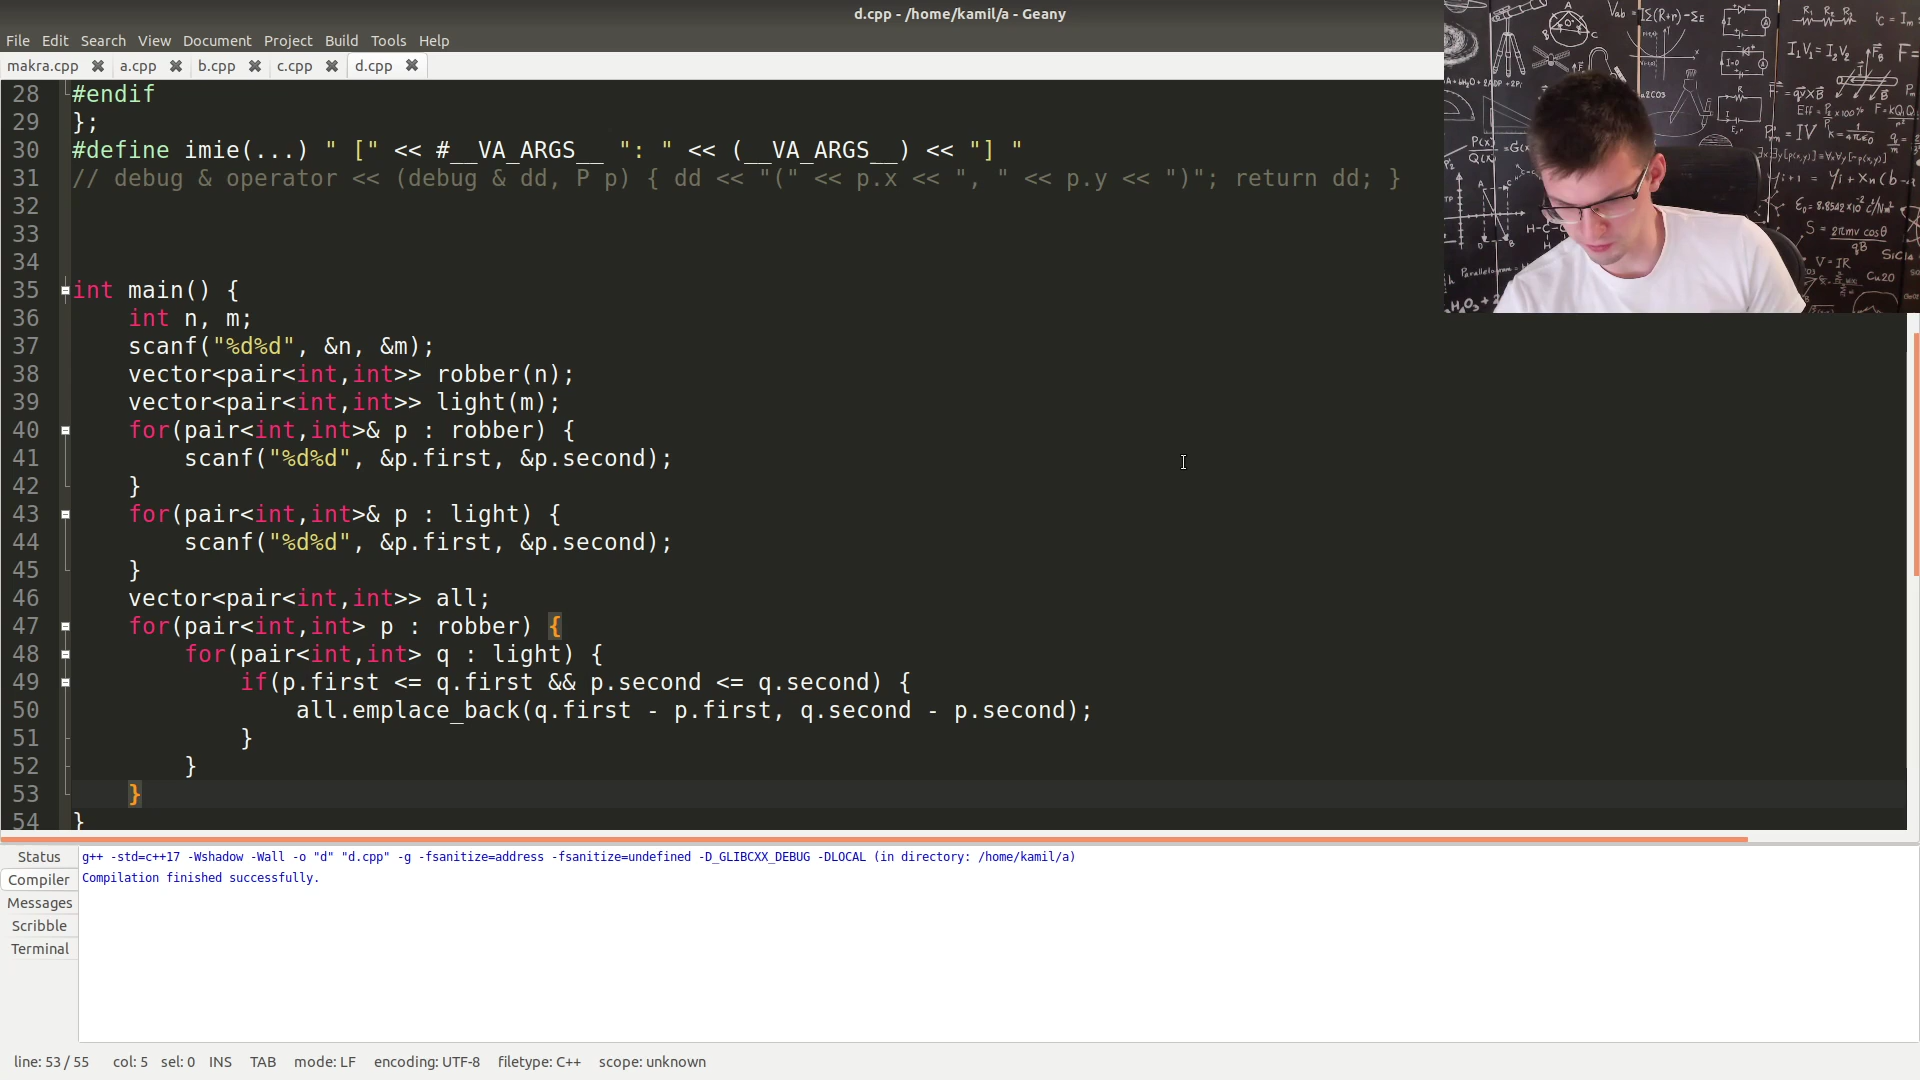 d.cpp - /home/kamil/a - Geany
File Edit Search View Document Project Build Tools Help
makra.cpp a.cpp b.cpp c.cpp d.cpp
28 #endif
29 };
30 #define imie(...) " [" << #__VA_ARGS__ ": " << (__VA_ARGS__) << "] "
31 // debug & operator << (debug & dd, P p) { dd << "(" << p.x << ", " << p.y << ")"; return dd; }
32
33
34
35 int main() {
36     int n, m;
37     scanf("%d%d", &n, &m);
38     vector<pair<int,int>> robber(n);
39     vector<pair<int,int>> light(m);
40     for(pair<int,int>& p : robber) {
41         scanf("%d%d", &p.first, &p.second);
42     }
43     for(pair<int,int>& p : light) {
44         scanf("%d%d", &p.first, &p.second);
45     }
46     vector<pair<int,int>> all;
47     for(pair<int,int> p : robber) {
48         for(pair<int,int> q : light) {
49             if(p.first <= q.first && p.second <= q.second) {
50                 all.emplace_back(q.first - p.first, q.second - p.second);
51             }
52         }
53     }
54 }
Status
Compiler
Messages
Scribble
Terminal
g++ -std=c++17 -Wshadow -Wall -o "d" "d.cpp" -g -fsanitize=address -fsanitize=undefined -D_GLIBCXX_DEBUG -DLOCAL (in directory: /home/kamil/a)
Compilation finished successfully.
line: 53 / 55 col: 5 sel: 0 INS TAB mode: LF encoding: UTF-8 filetype: C++ scope: unknown